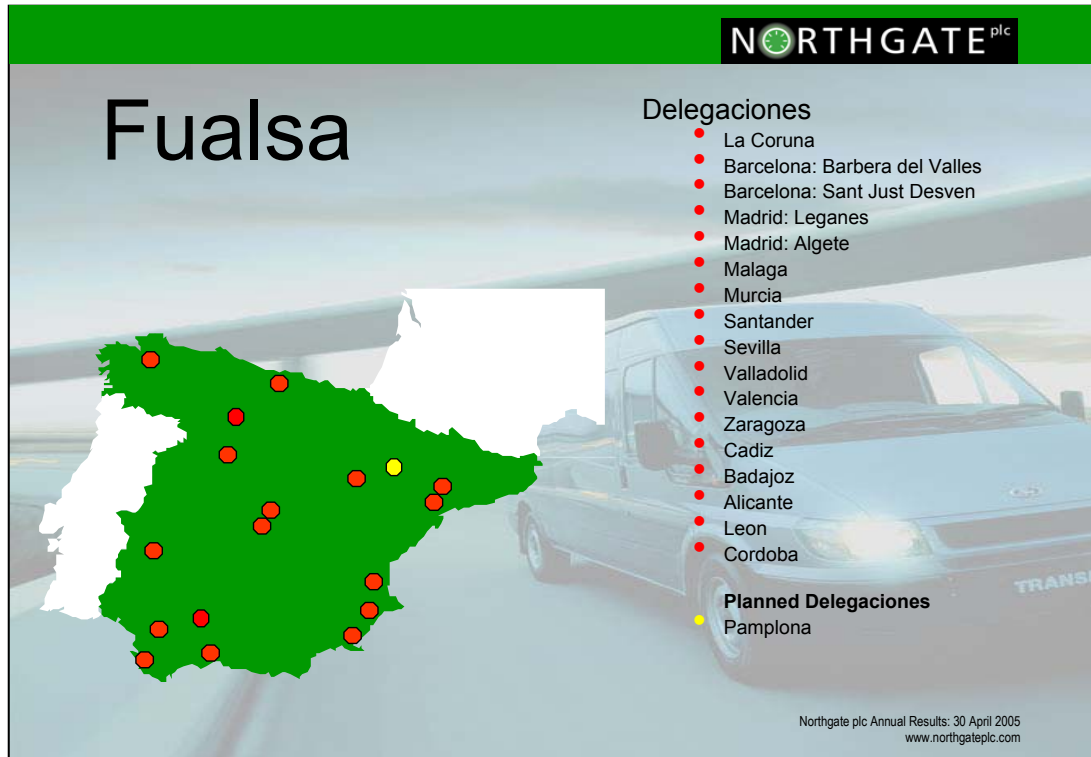 NORTHGATE plc
Fualsa
Delegaciones
La Coruna
Barcelona: Barbera del Valles
Barcelona: Sant Just Desven
Madrid: Leganes
Madrid: Algete
Malaga
Murcia
Santander
Sevilla
Valladolid
Valencia
Zaragoza
Cadiz
Badajoz
Alicante
Leon
Cordoba
Planned Delegaciones
Pamplona
Northgate plc Annual Results: 30 April 2005
www.northgateplc.com